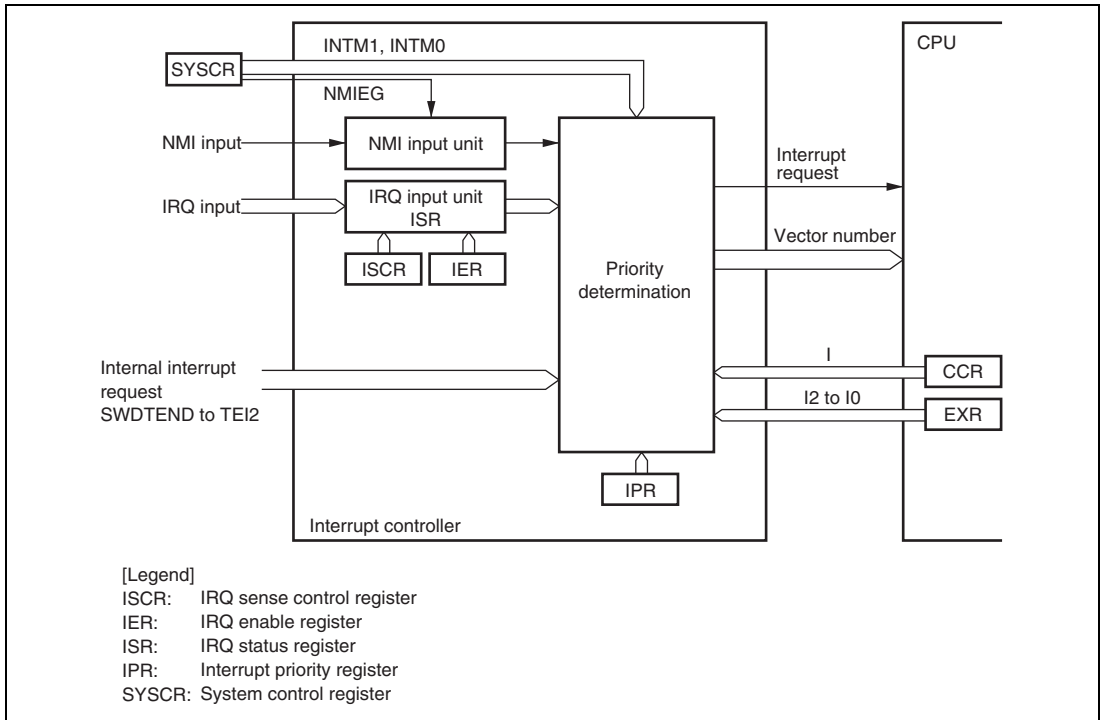 INTM1, INTM0
CPU
SYSCR
NMIEG
NMI input
NMI input unit
Interrupt
request
IRQ input
IRQ input unit
ISR
Vector number
ISCR
IER
Priority
determination
Internal interrupt
request
SWDTEND to TEI2
I
CCR
I2 to I0
EXR
IPR
Interrupt controller
[Legend]
ISCR: IRQ sense control register
IER: IRQ enable register
ISR: IRQ status register
IPR: Interrupt priority register
SYSCR: System control register